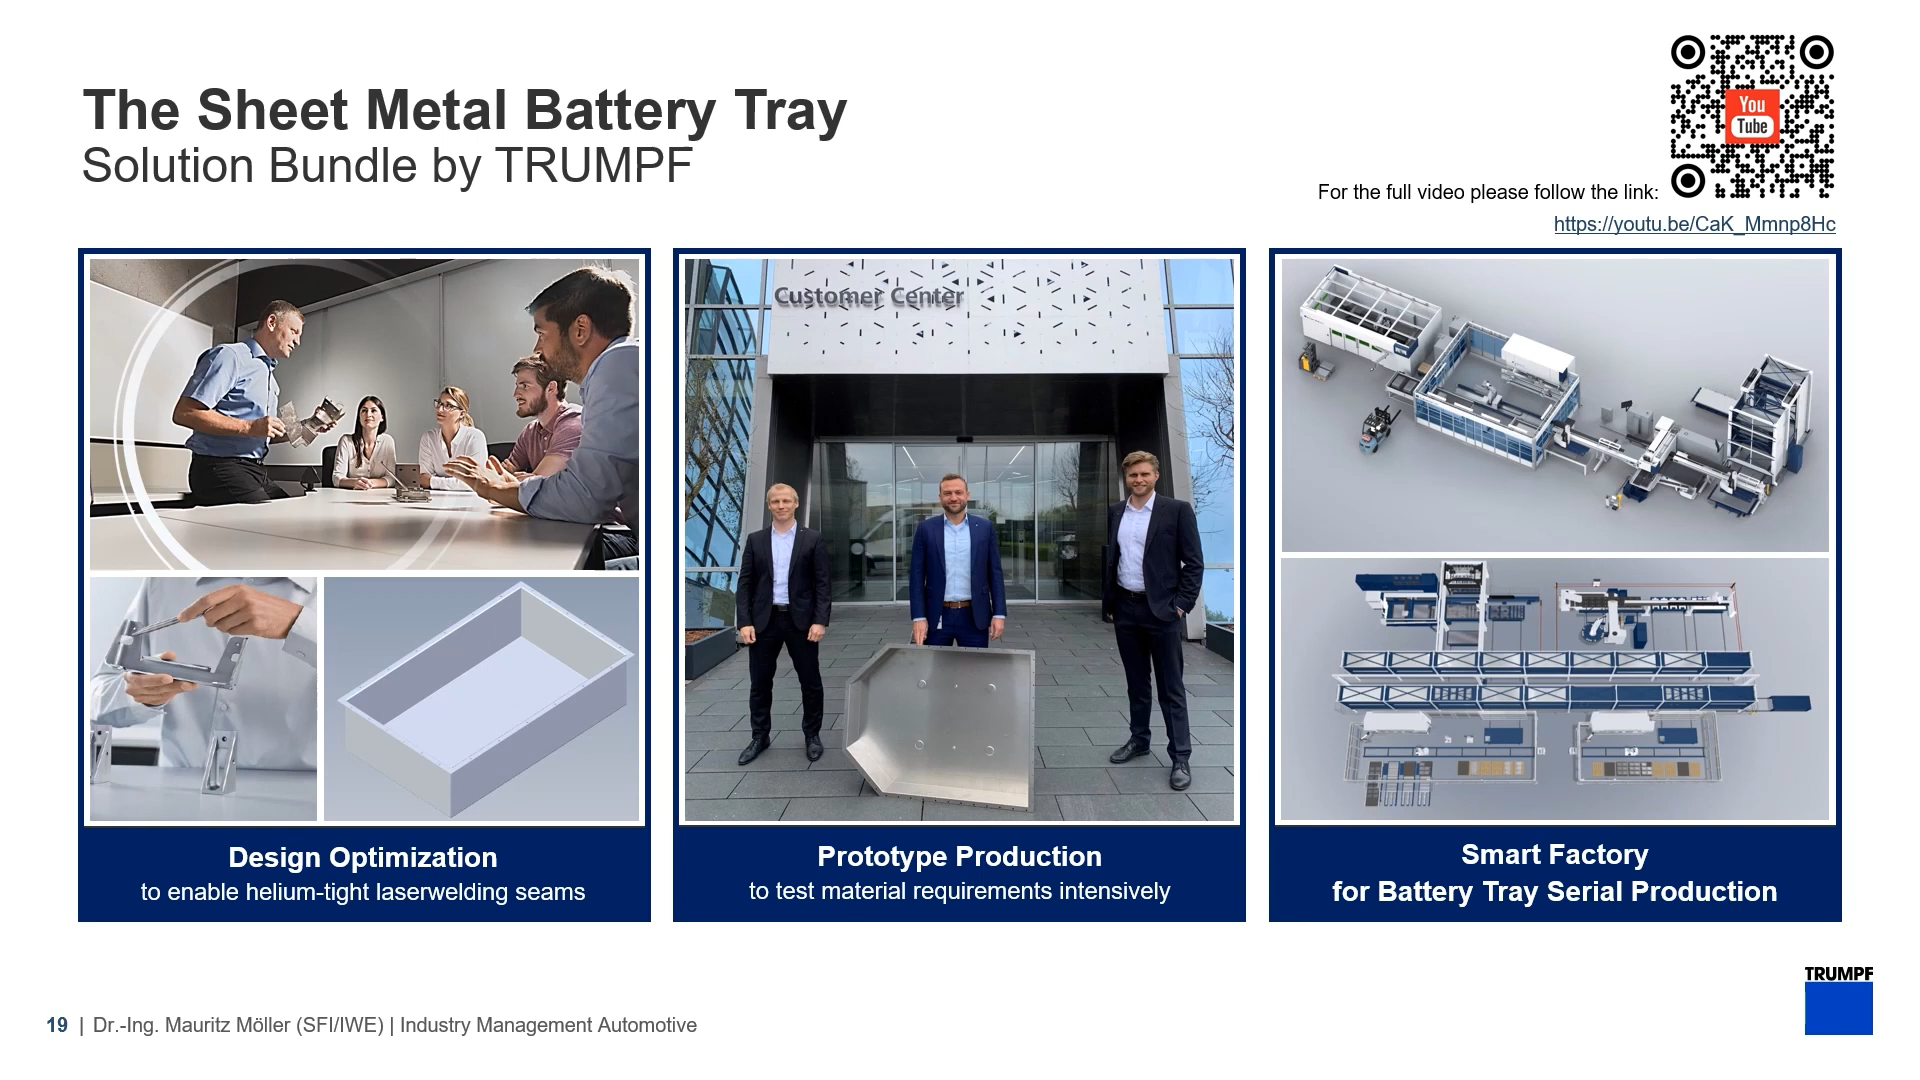 The Sheet Metal Battery Tray
Solution Bundle by TRUMPF
You
Tube
For the full video please follow the link:
https://youtu.be/CaK_Mmnp8Hc
Customer Center
Design Optimization
to enable helium-tight laserwelding seams
Prototype Production
to test material requirements intensively
Smart Factory
for Battery Tray Serial Production
TRUMPF
19 | Dr.-Ing. Mauritz Möller (SFI/IWE) | Industry Management Automotive